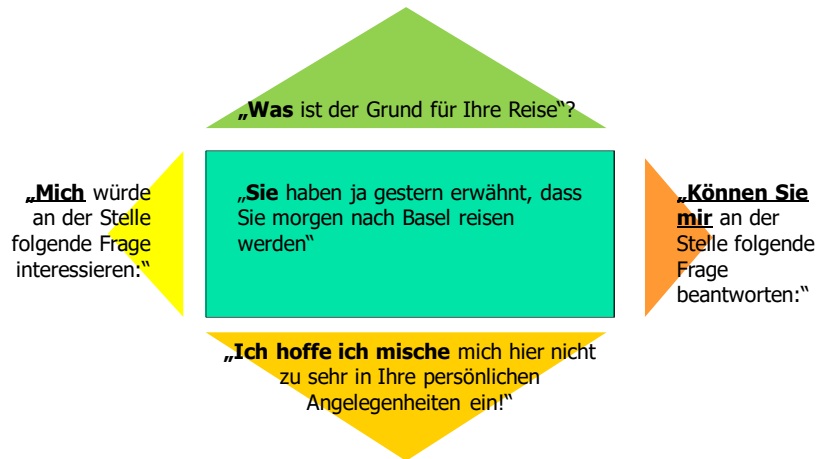 „Was ist der Grund für Ihre Reise“?
„Mich würde
an der Stelle
folgende Frage
interessieren:“
„Sie haben ja gestern erwähnt, dass
Sie morgen nach Basel reisen
werden“
„Können Sie
mir an der
Stelle folgende
Frage
beantworten:“
„Ich hoffe ich mische mich hier nicht
zu sehr in Ihre persönlichen
Angelegenheiten ein!“